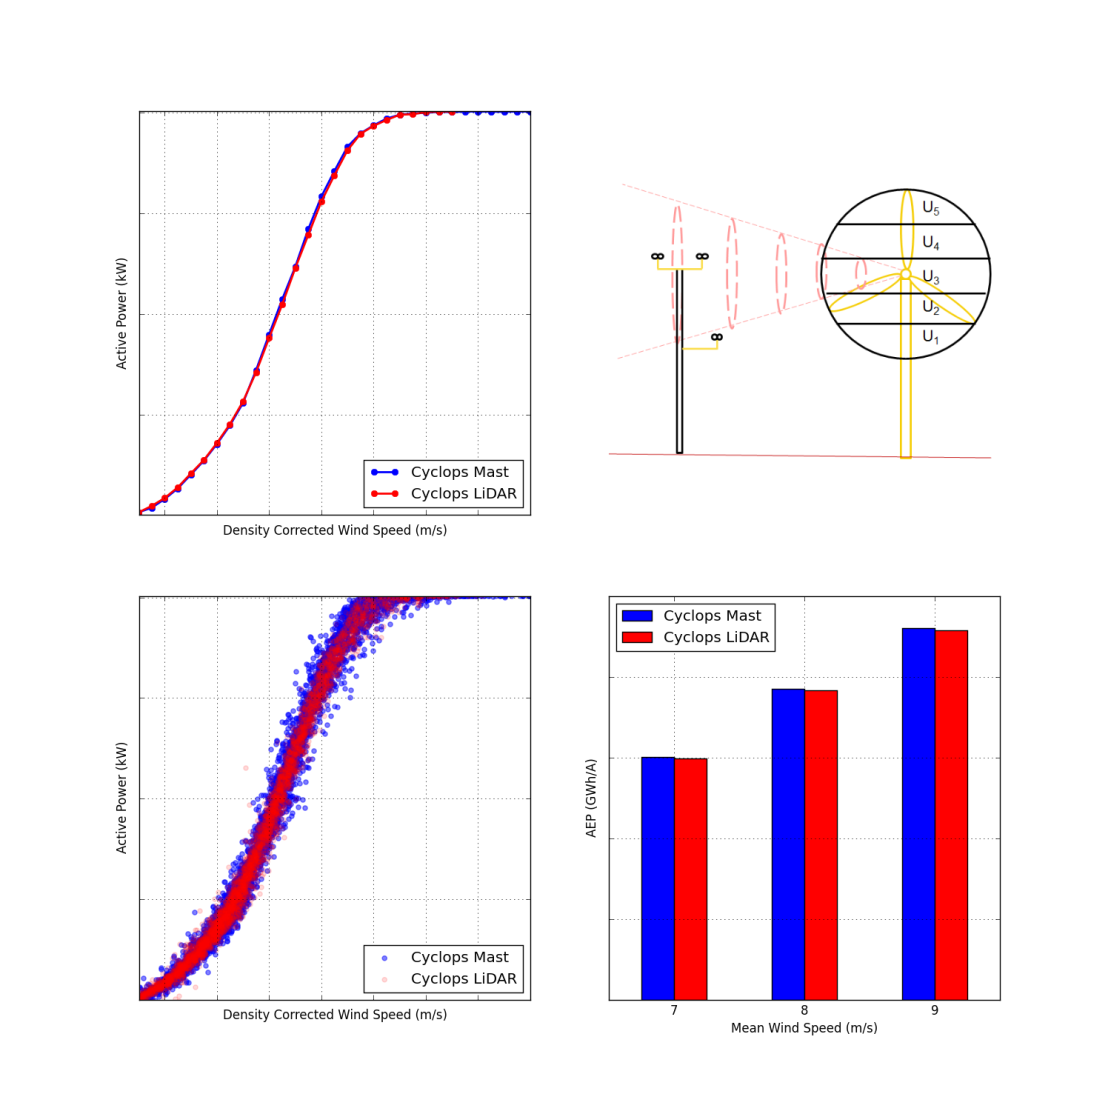 Active Power (kW)
Cyclops Mast
Cyclops LiDAR
Density Corrected Wind Speed (m/s)
U5
U4
U3
U2
U1
Active Power (kW)
Cyclops Mast
Cyclops LiDAR
Density Corrected Wind Speed (m/s)
Cyclops Mast
Cyclops LiDAR
AEP (GWh/A)
7 8 9
Mean Wind Speed (m/s)